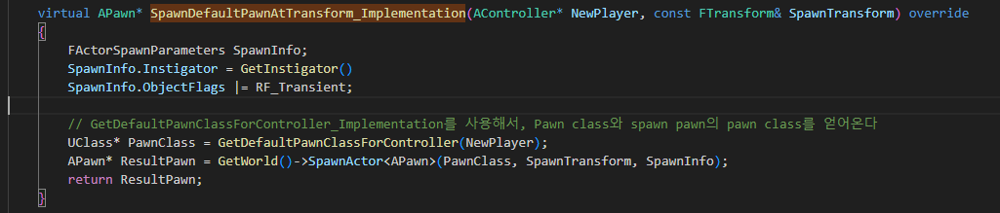 virtual APawn* SpawnDefaultPawnAtTransform_Implementation(AController* NewPlayer, const FTransform& SpawnTransform) override
{
FActorSpawnParameters SpawnInfo;
SpawnInfo.Instigator = GetInstigator()
SpawnInfo.ObjectFlags |= RF_Transient;
// GetDefaultPawnClassForController_Implementation를 사용해서, Pawn class와 spawn pawn의 pawn class를 얻어온다
UClass* PawnClass = GetDefaultPawnClassForController(NewPlayer);
APawn* ResultPawn = GetWorld()->SpawnActor<APawn>(PawnClass, SpawnTransform, SpawnInfo);
return ResultPawn;
}